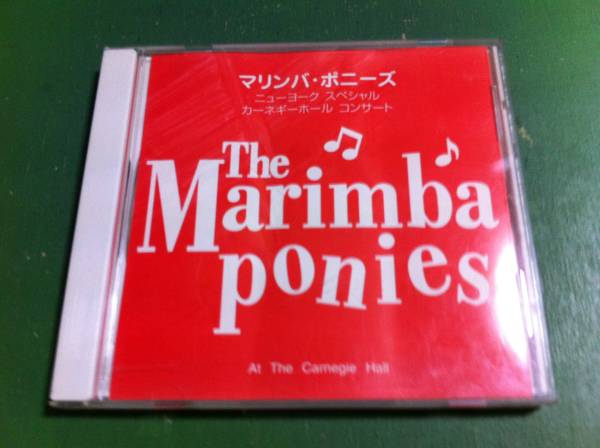 マリンバ・ポニーズ
ニューヨーク スペシャル
カーネギーホール コンサート
The
Marimba
ponies
At The Carnegie Hall